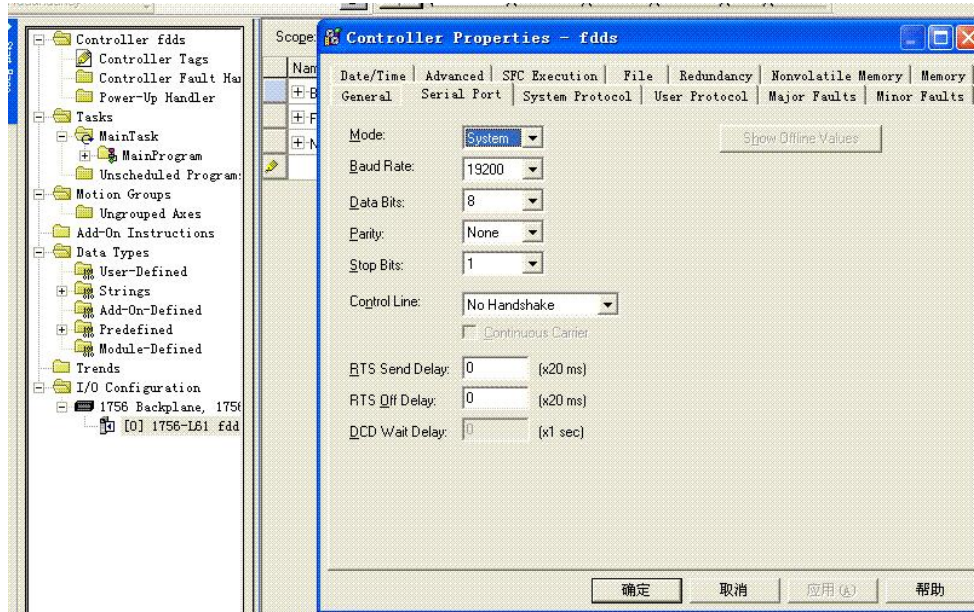 Controller fdds
Controller Tags
Controller Fault Ha
Power-Up Handler
Tasks
MainTask
MainProgram
Unscheduled Program
Motion Groups
Ungrouped Axes
Add-On Instructions
Data Types
User-Defined
Strings
Add-On-Defined
Predefined
Module-Defined
Trends
I/O Configuration
1756 Backplane, 1756
[0] 1756-L61 fdd
Scope:
Nam
B
F
N
Controller Properties - fdds
Date/Time Advanced SFC Execution File Redundancy Nonvolatile Memory Memory
General Serial Port System Protocol User Protocol Major Faults Minor Faults
Mode: System Show Offline Values
Baud Rate: 19200
Data Bits: 8
Parity: None
Stop Bits: 1
Control Line: No Handshake
Continuous Carrier
RTS Send Delay: 0 (x20 ms)
RTS Off Delay: 0 (x20 ms)
DCD Wait Delay: 0 (x1 sec)
确定 取消 应用(A) 帮助